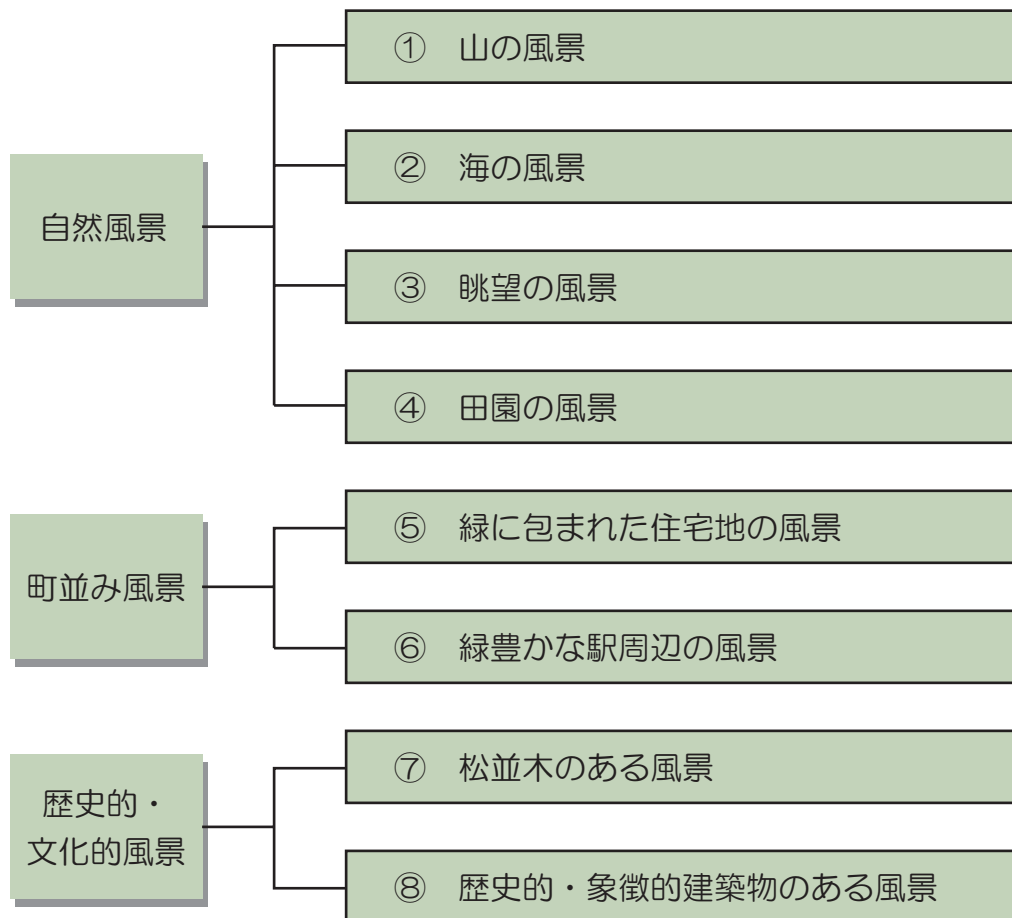 自然風景
① 山の風景
② 海の風景
③ 眺望の風景
④ 田園の風景
町並み風景
⑤ 緑に包まれた住宅地の風景
⑥ 緑豊かな駅周辺の風景
歴史的・
文化的風景
⑦ 松並木のある風景
⑧ 歴史的・象徴的建築物のある風景